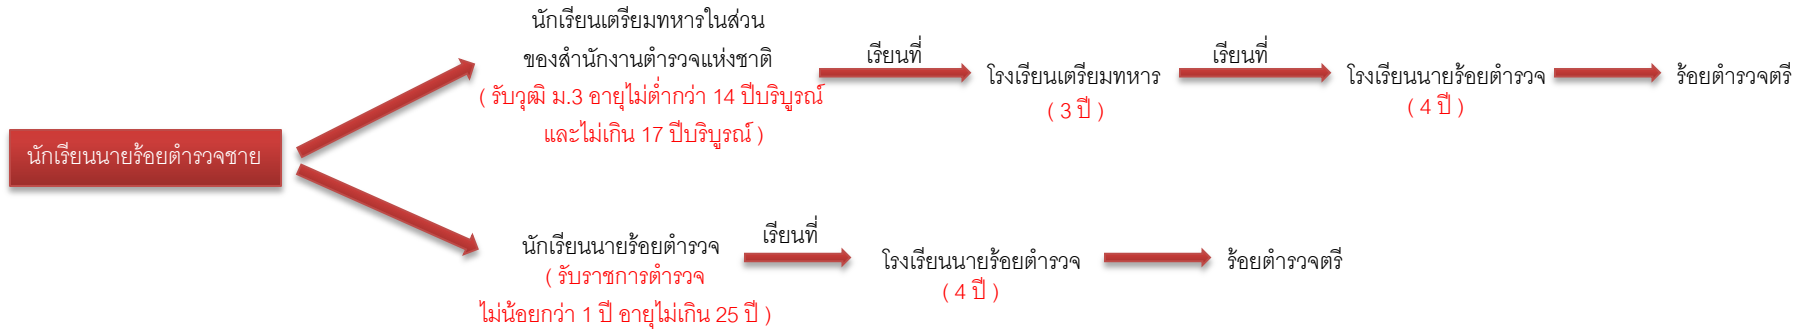 นักเรียนนายร้อยตำรวจชาย
นักเรียนเตรียมทหารในส่วน
ของสำนักงานตำรวจแห่งชาติ
( รับวุฒิ ม.3 อายุไม่ต่ำกว่า 14 ปีบริบูรณ์
และไม่เกิน 17 ปีบริบูรณ์ )
เรียนที่
โรงเรียนเตรียมทหาร
( 3 ปี )
เรียนที่
โรงเรียนนายร้อยตำรวจ
( 4 ปี )
ร้อยตำรวจตรี
นักเรียนนายร้อยตำรวจ
( รับราชการตำรวจ
ไม่น้อยกว่า 1 ปี อายุไม่เกิน 25 ปี )
เรียนที่
โรงเรียนนายร้อยตำรวจ
( 4 ปี )
ร้อยตำรวจตรี